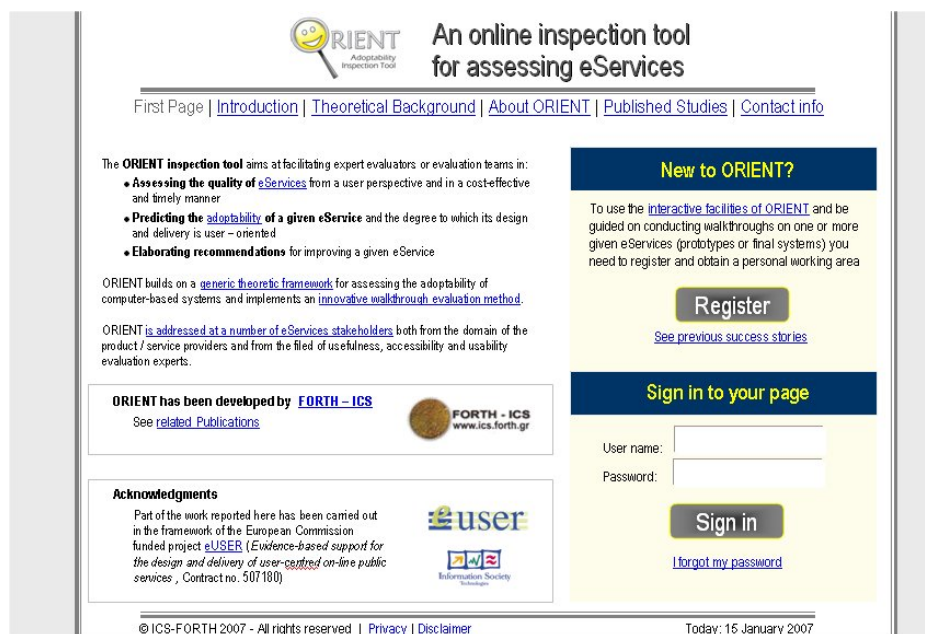 ORIENT
Adoptability
Inspection Tool
An online inspection tool
for assessing eServices
First Page | Introduction | Theoretical Background | About ORIENT | Published Studies | Contact info
The ORIENT inspection tool aims at facilitating expert evaluators or evaluation teams in:
• Assessing the quality of eServices from a user perspective and in a cost-effective
and timely manner
• Predicting the adoptability of a given eService and the degree to which its design
and delivery is user – oriented
• Elaborating recommendations for improving a given eService
ORIENT builds on a generic theoretic framework for assessing the adoptability of
computer-based systems and implements an innovative walkthrough evaluation method.
ORIENT is addressed at a number of eServices stakeholders both from the domain of the
product / service providers and from the filed of usefulness, accessibility and usability
evaluation experts.
ORIENT has been developed by FORTH – ICS
See related Publications
FORTH - ICS
www.ics.forth.gr
Acknowledgments
Part of the work reported here has been carried out
in the framework of the European Commission
funded project eUSER (Evidence-based support for
the design and delivery of user-centred on-line public
services , Contract no. 507180)
euser
Information Society
Technologies
New to ORIENT?
To use the interactive facilities of ORIENT and be
guided on conducting walkthroughs on one or more
given eServices (prototypes or final systems) you
need to register and obtain a personal working area
Register
See previous success stories
Sign in to your page
User name:
Password:
Sign in
I forgot my password
© ICS-FORTH 2007 - All rights reserved | Privacy | Disclaimer
Today: 15 January 2007